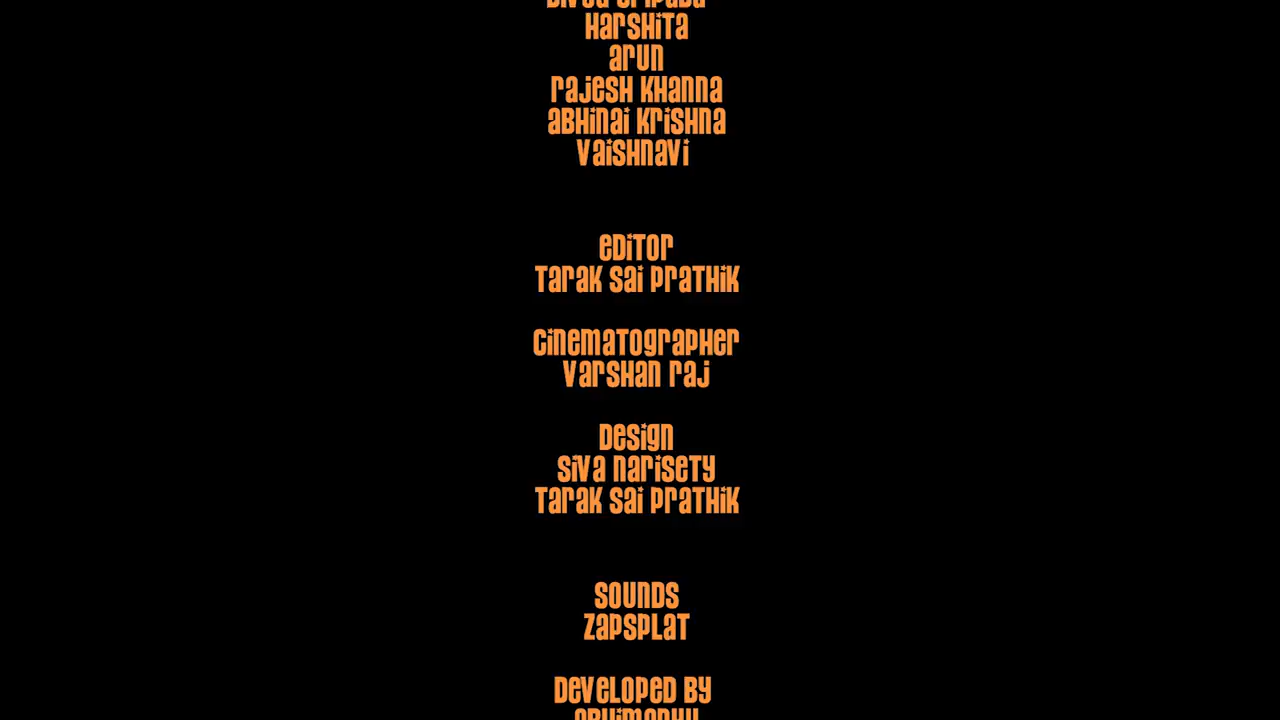 Harshita
Arun
Rajesh Khanna
Abhinai Krishna
Vaishnavi
Editor
Tarak Sai Prathik
Cinematographer
Varshan Raj
Design
Siva Narisety
Tarak Sai Prathik
Sounds
Zapsplat
Developed by